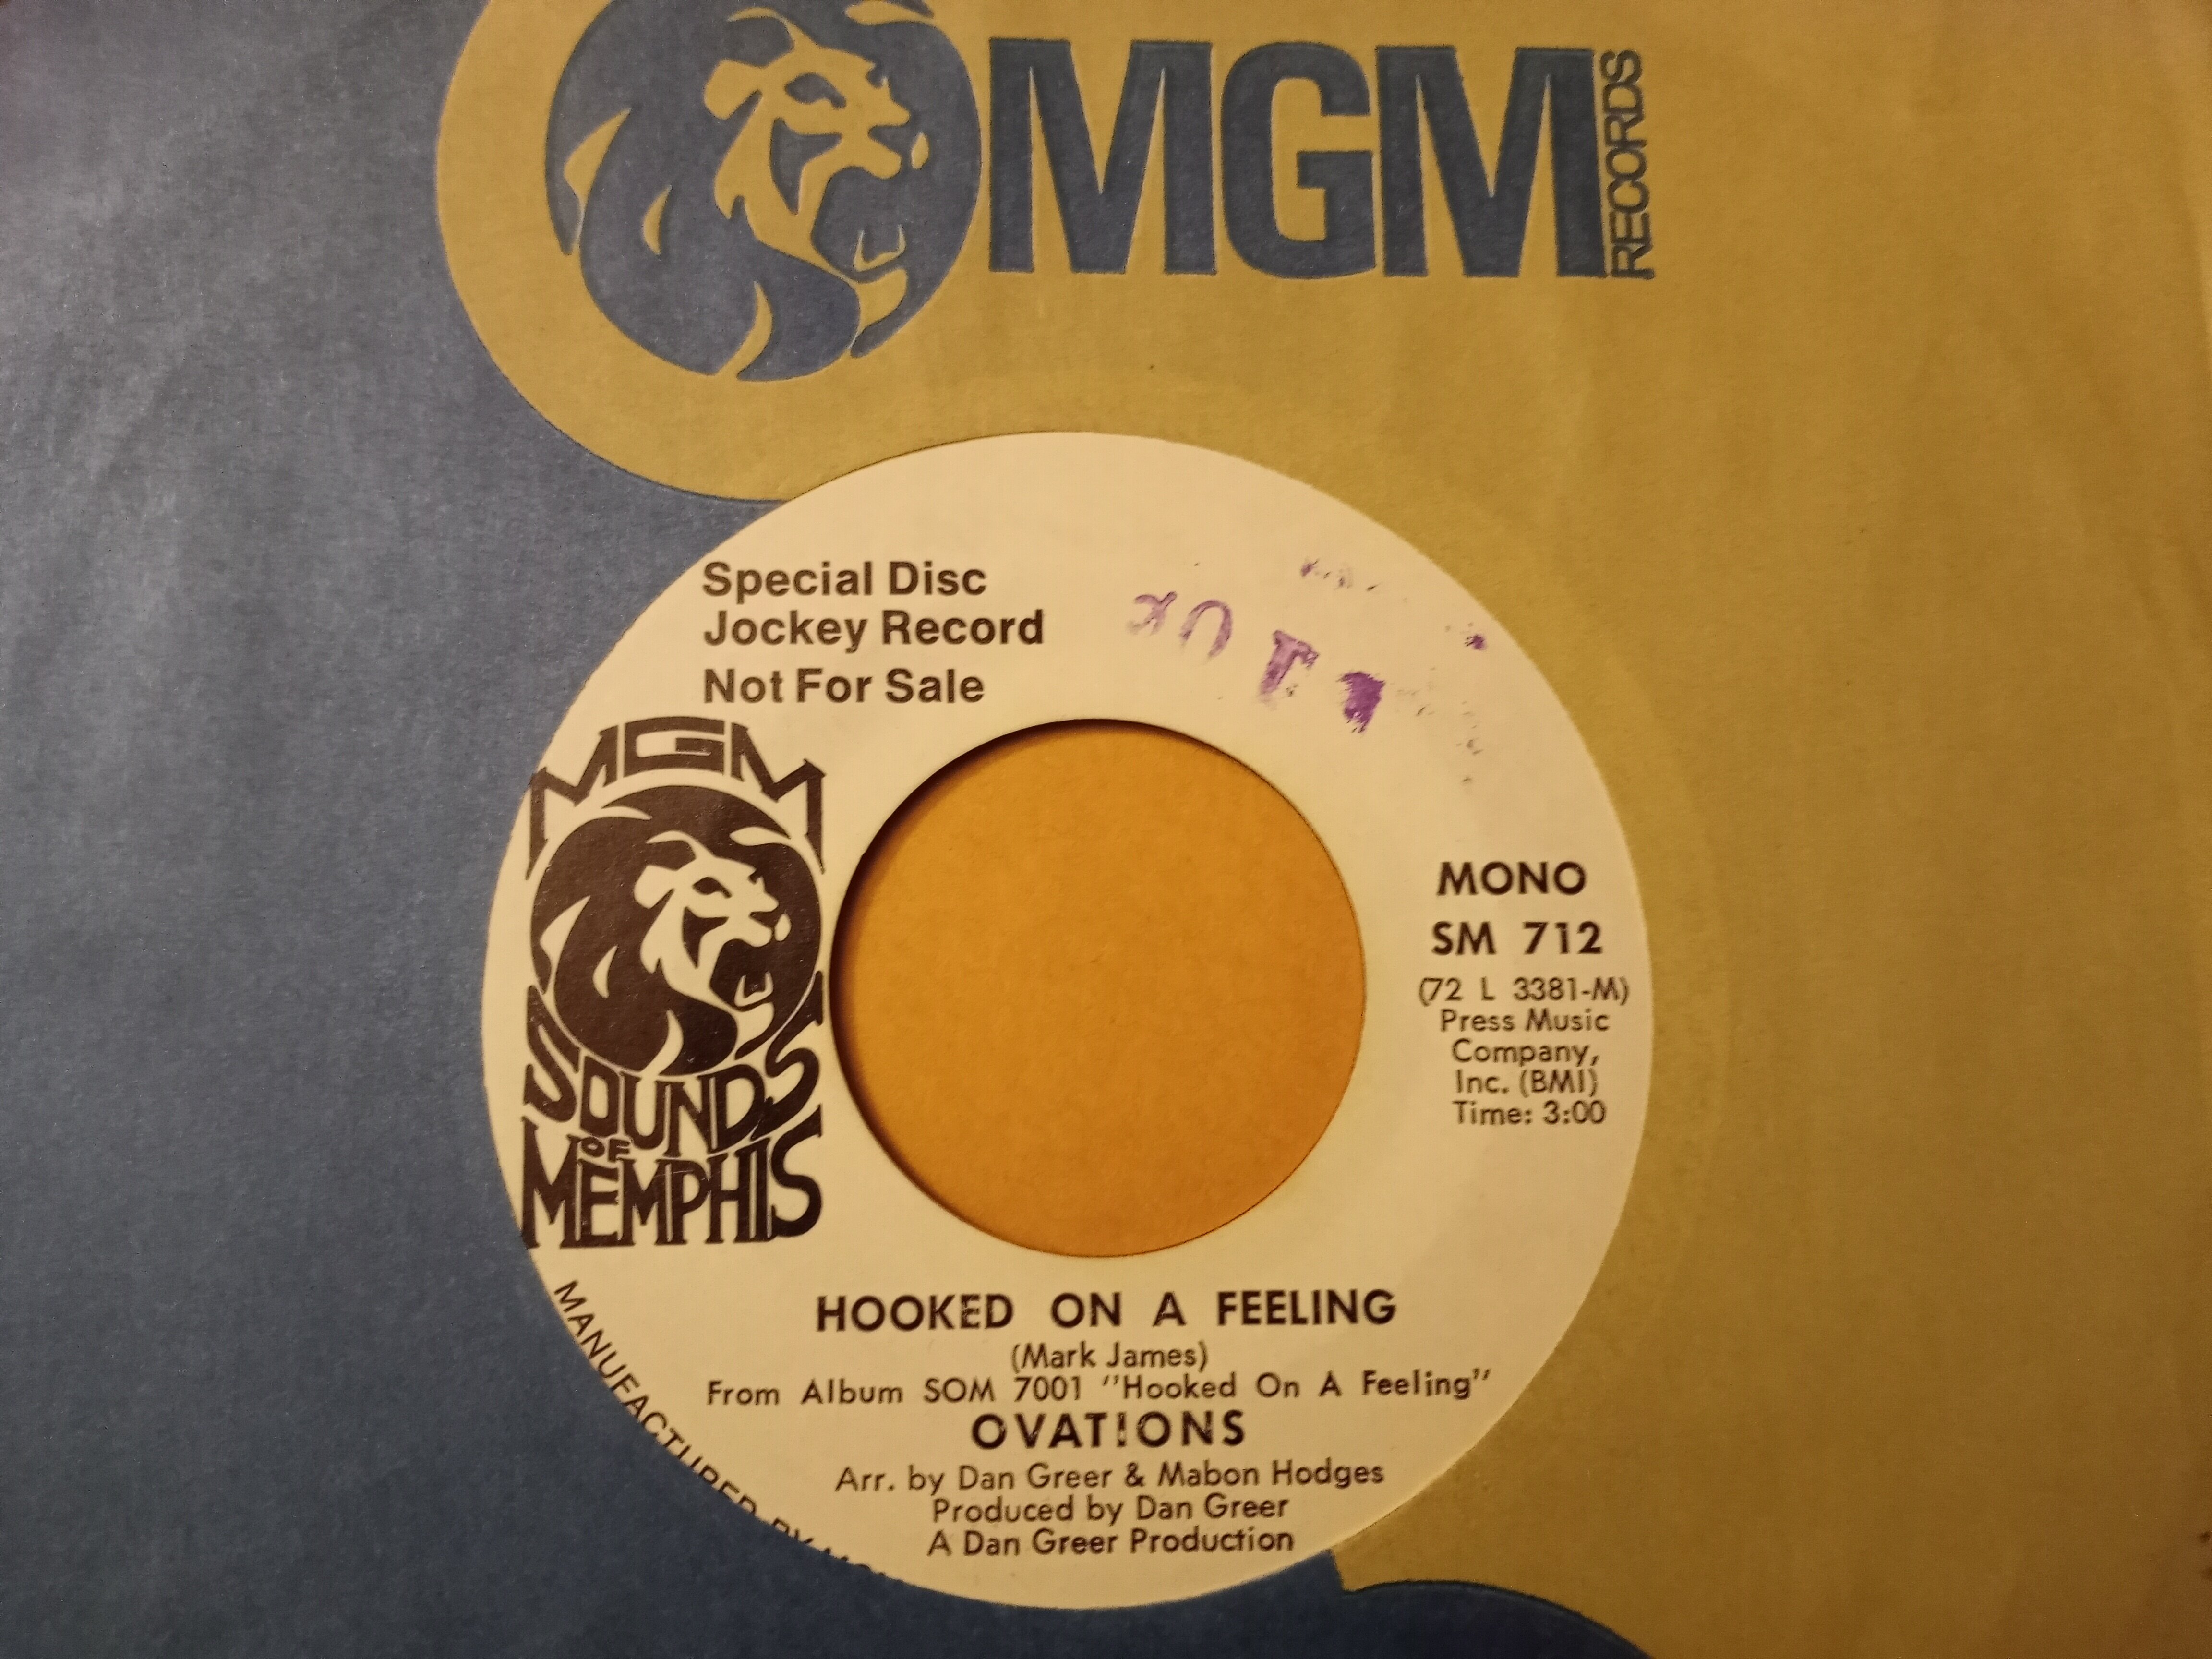 MGM
RECORDS
Special Disc
Jockey Record
Not For Sale
MGM
SOUNDS
OF
MEMPHIS
MONO
SM 712
(72 L 3381-M)
Press Music
Company,
Inc. (BMI)
Time: 3:00
HOOKED ON A FEELING
(Mark James)
From Album SOM 7001 "Hooked On A Feeling"
OVATIONS
Arr. by Dan Greer & Mabon Hodges
Produced by Dan Greer
A Dan Greer Production
MANUFACTURED BY